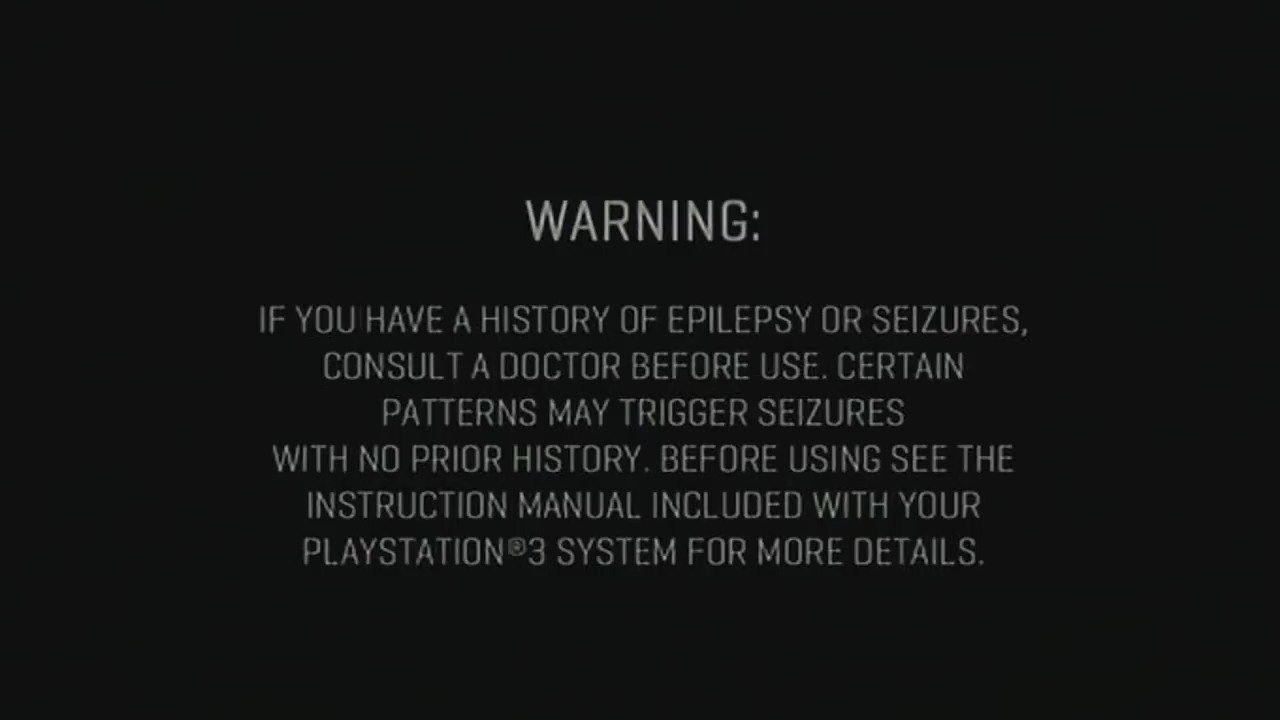 WARNING:
IF YOU HAVE A HISTORY OF EPILEPSY OR SEIZURES,
CONSULT A DOCTOR BEFORE USE. CERTAIN
PATTERNS MAY TRIGGER SEIZURES
WITH NO PRIOR HISTORY. BEFORE USING SEE THE
INSTRUCTION MANUAL INCLUDED WITH YOUR
PLAYSTATION®3 SYSTEM FOR MORE DETAILS.